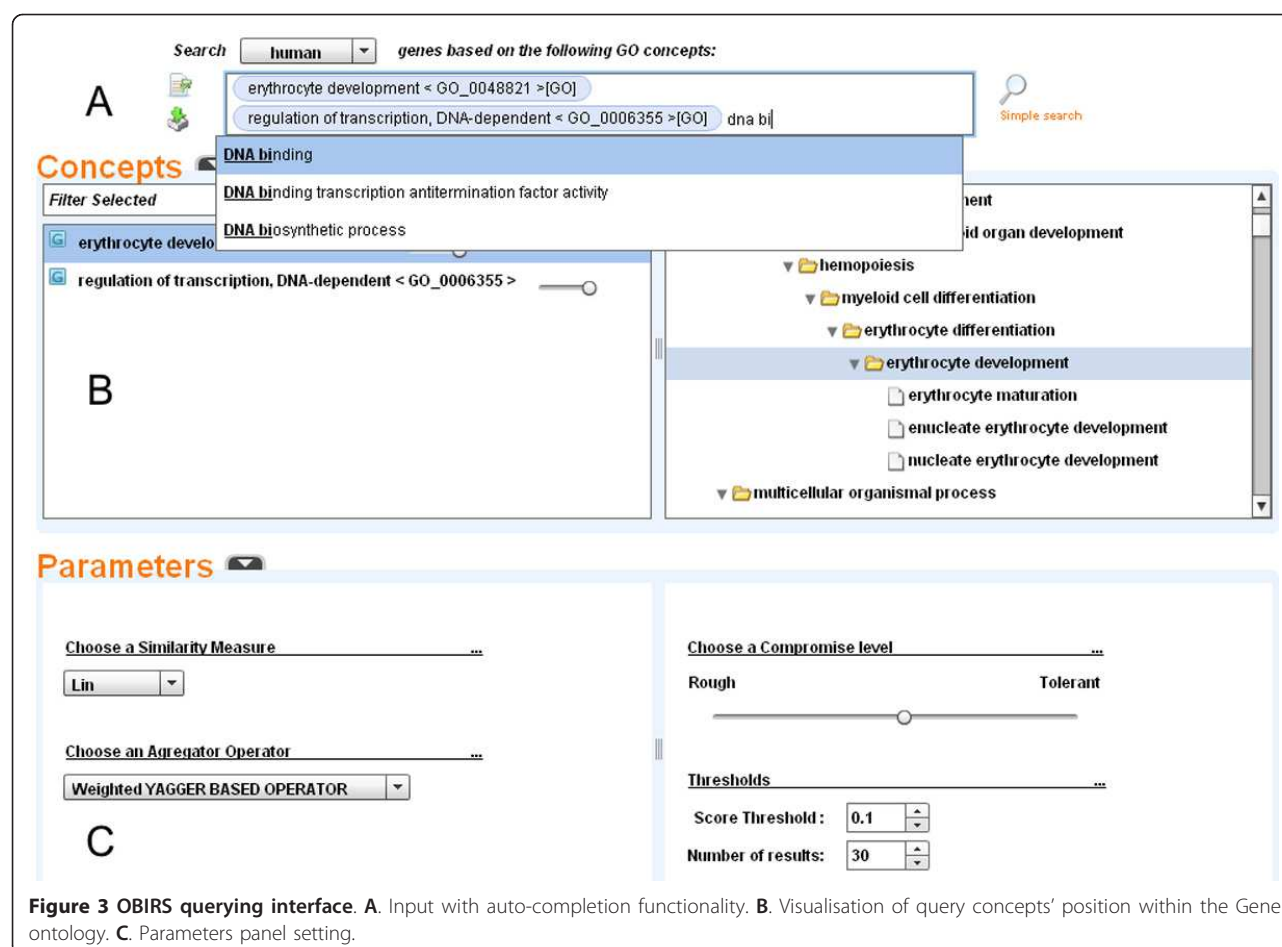 Search human genes based on the following GO concepts:
A
erythrocyte development < GO_0048821 >[GO]
regulation of transcription, DNA-dependent < GO_0006355 >[GO] dna bi
Simple search
DNA binding
DNA binding transcription antitermination factor activity
DNA biosynthetic process
Concepts
Filter Selected
G erythrocyte develo
G regulation of transcription, DNA-dependent < GO_0006355 >
B
ment
id organ development
hemopoiesis
myeloid cell differentiation
erythrocyte differentiation
erythrocyte development
erythrocyte maturation
enucleate erythrocyte development
nucleate erythrocyte development
multicellular organismal process
Parameters
Choose a Similarity Measure ...
Lin
Choose an Agregator Operator ...
Weighted YAGGER BASED OPERATOR
C
Choose a Compromise level ...
Rough Tolerant
Thresholds ...
Score Threshold : 0.1
Number of results: 30
Figure 3 OBIRS querying interface. A. Input with auto-completion functionality. B. Visualisation of query concepts' position within the Gene
ontology. C. Parameters panel setting.